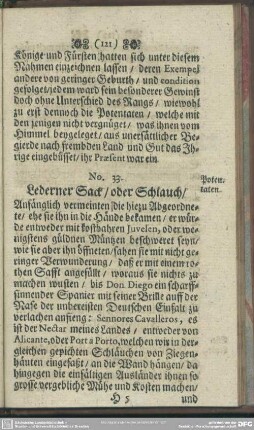 (121)
Könige und Fürsten hatten sich unter diesem
Nahmen einzeichnen lassen / deren Exempel
andere von geringer Geburth / und condition
gefolget / jedem ward sein besonderer Gewinst
doch ohne Unterschied des Rangs / wiewohl
zu erst dennoch die Potentaten / welche mit
den jenigen nicht vergnüget / was ihnen vom
Himmel beygeleget / aus unersättlicher Be-
gierde nach frembden Land und Gut das Ih-
rige eingebüsset / ihr Præsent war ein
No. 33.
Lederner Sack / oder Schlauch /
Poten-
taten.
Anfänglich vermeinten die hiezu Abgeordne-
te / ehe sie ihn in die Hände bekamen / er wür-
de entweder mit kostbahren Juvelen, oder we-
nigstens güldnen Müntzen beschweret seyn /
wie sie aber ihn öffneten / sahen sie mit nicht ge-
ringer Verwunderung / daß er mit einem ro-
then Safft angefüllt / woraus sie nichts zu
machen wusten / bis Don Diego ein scharff-
sinnender Spanier mit seiner Brille auff der
Nase der unbereisten Deutschen Einfalt zu
verlachen anfieng: Sennores Cavalleros, es
ist der Nectar meines Landes / entweder von
Alicante, oder Port a Porto, welchen wir in der-
gleichen gepichten Schläuchen von Ziegen-
häuten eingefaßt / an die Wand hängen / da
hingegen die einfältigen Ausländer ihnen so
grosse vergebliche Mühe und Kosten machen /
H 5
und